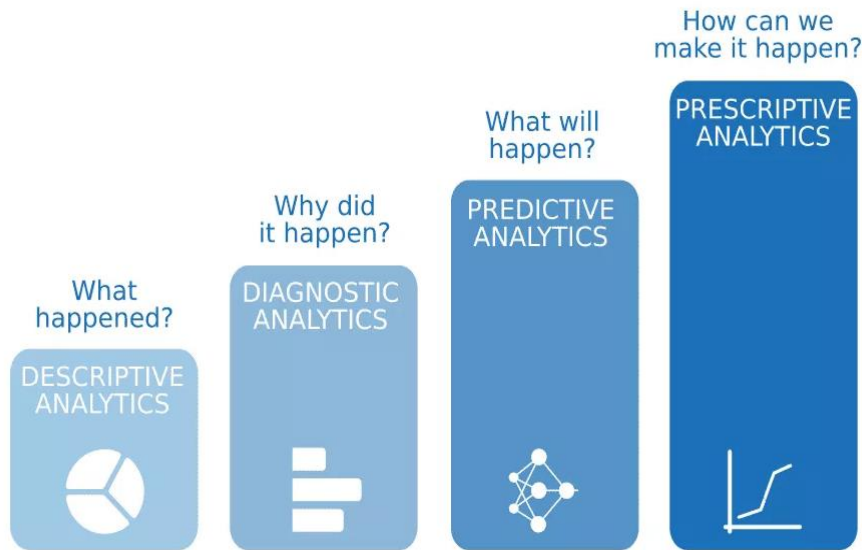 What
happened?
DESCRIPTIVE
ANALYTICS
Why did
it happen?
DIAGNOSTIC
ANALYTICS
What will
happen?
PREDICTIVE
ANALYTICS
How can we
make it happen?
PRESCRIPTIVE
ANALYTICS